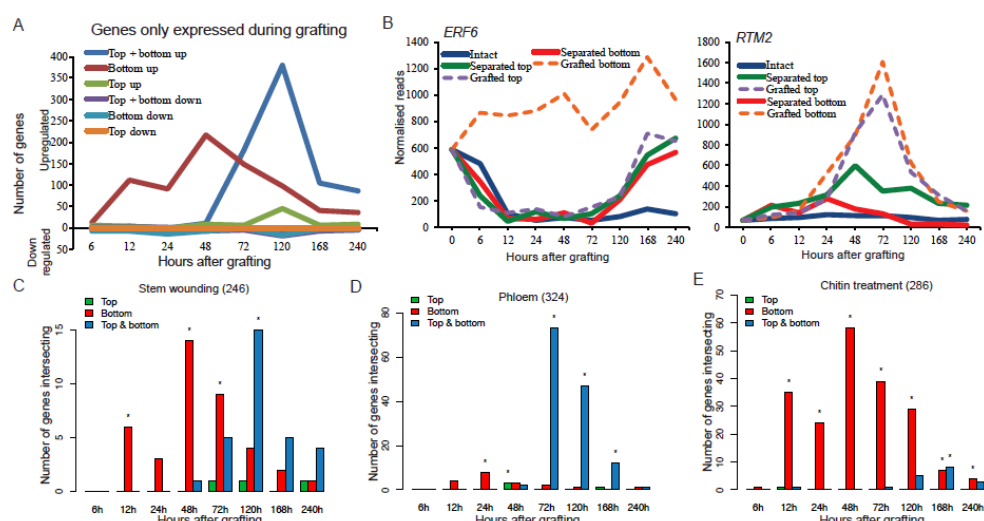 A
Genes only expressed during grafting
Number of genes
Down regulated
Upregulated
400
350
300
250
200
150
100
50
0
50
Top + bottom up
Bottom up
Top up
Top + bottom down
Bottom down
Top down
6 12 24 48 72 120 168 240
Hours after grafting
B
ERF6
Normalised reads
1400
1200
1000
800
600
400
200
0
Intact
Separated top
Grafted top
Separated bottom
Grafted bottom
0 6 12 24 48 72 120 168 240
Hours after grafting
RTM2
1800
1600
1400
1200
1000
800
600
400
200
0
Intact
Separated top
Grafted top
Separated bottom
Grafted bottom
0 6 12 24 48 72 120 168 240
Hours after grafting
C
Stem wounding (246)
Top
Bottom
Top & bottom
Number of genes intersecting
15
10
5
0
* * * *
6h 12h 24h 48h 72h 120h 168h 240h
Hours after grafting
D
Phloem (324)
Top
Bottom
Top & bottom
Number of genes intersecting
80
60
40
20
0
* * * * *
6h 12h 24h 48h 72h 120h 168h 240h
Hours after grafting
E
Chitin treatment (286)
Top
Bottom
Top & bottom
Number of genes intersecting
70
60
50
40
30
20
10
0
* * * * * * * *
6h 12h 24h 48h 72h 120h 168h 240h
Hours after grafting